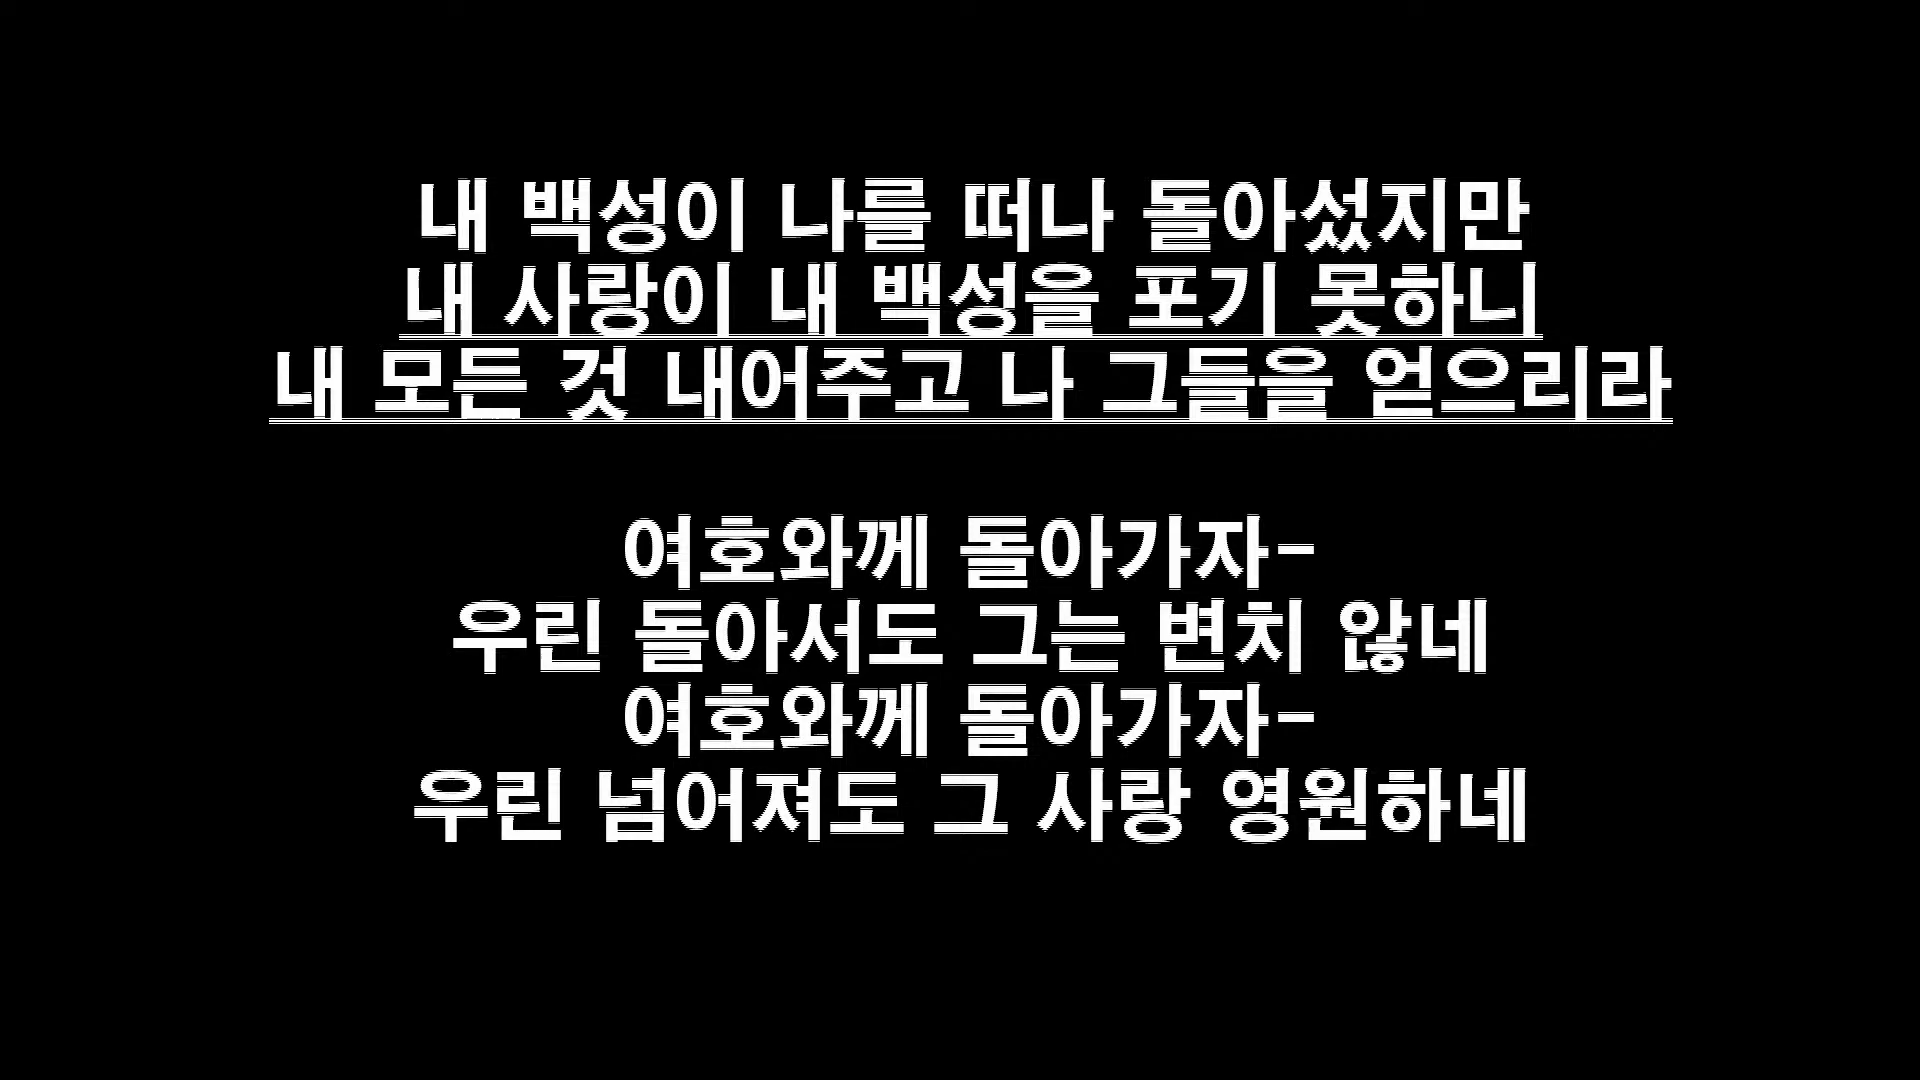 내 백성이 나를 떠나 돌아섰지만
내 사랑이 내 백성을 포기 못하니
내 모든 것 내어주고 나 그들을 얻으리라
여호와께 돌아가자-
우린 돌아서도 그는 변치 않네
여호와께 돌아가자-
우린 넘어져도 그 사랑 영원하네